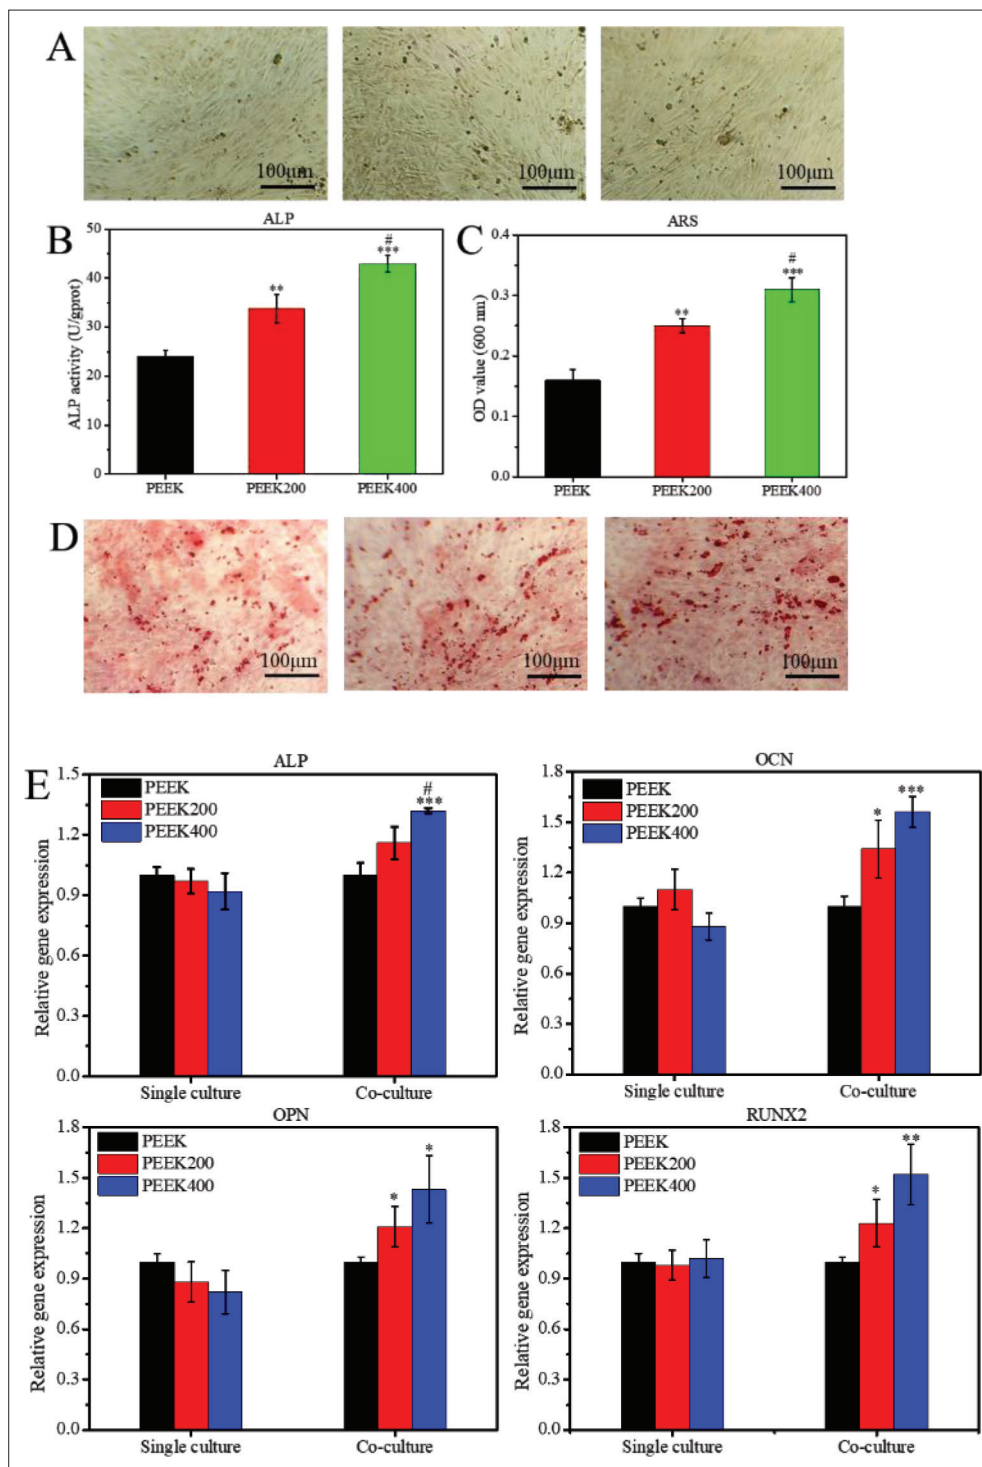 A
100μm
100μm
100μm
B
ALP
ALP activity (U/gprot)
50
40
30
20
10
0
**
#
***
PEEK
PEEK200
PEEK400
C
ARS
OD value (600 nm)
0.4
0.3
0.2
0.1
0.0
**
#
***
PEEK
PEEK200
PEEK400
D
100μm
100μm
100μm
E
ALP
Relative gene expression
1.5
1.2
0.9
0.6
0.3
0.0
PEEK
PEEK200
PEEK400
#
***
Single culture
Co-culture
OCN
Relative gene expression
1.8
1.5
1.2
0.9
0.6
0.3
0.0
PEEK
PEEK200
PEEK400
*
***
Single culture
Co-culture
OPN
Relative gene expression
1.8
1.5
1.2
0.9
0.6
0.3
0.0
PEEK
PEEK200
PEEK400
*
*
Single culture
Co-culture
RUNX2
Relative gene expression
1.8
1.5
1.2
0.9
0.6
0.3
0.0
PEEK
PEEK200
PEEK400
*
**
Single culture
Co-culture